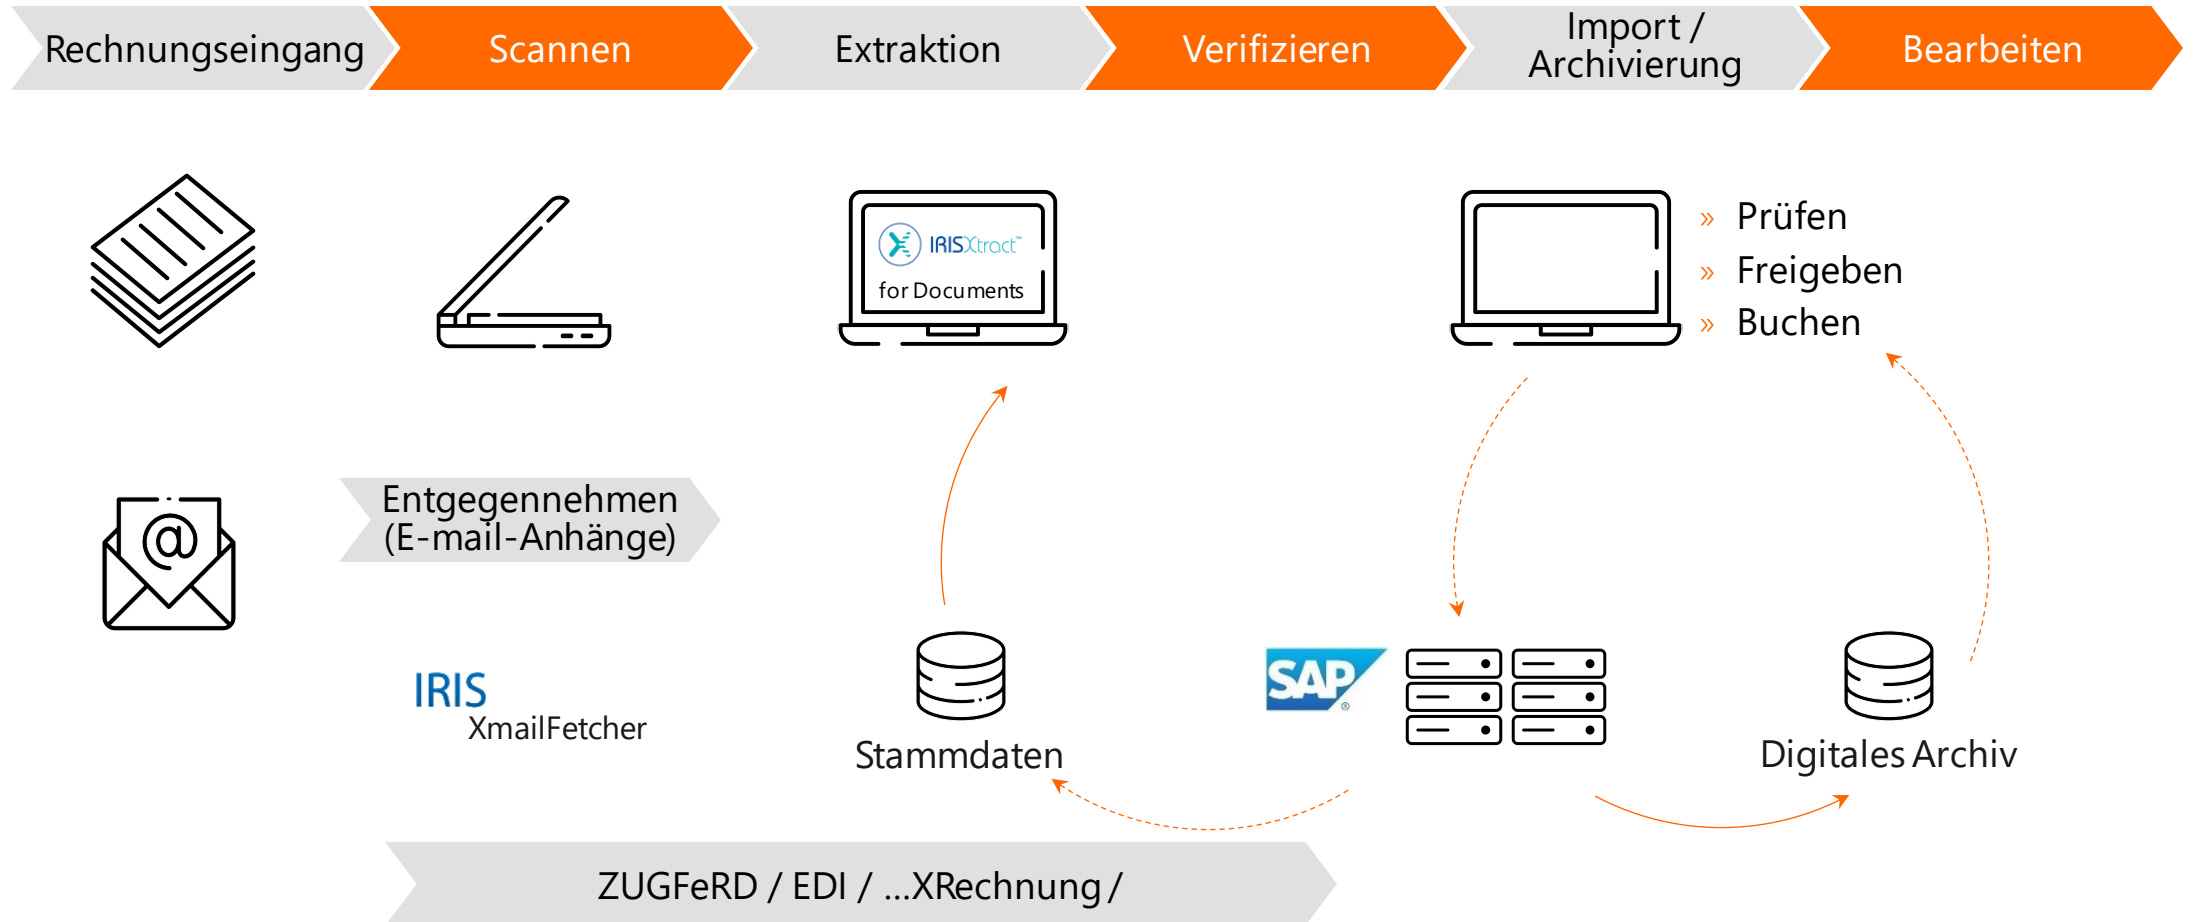 Rechnungseingang
Scannen
Extraktion
Verifizieren
Import /
Archivierung
Bearbeiten
IRISXtract™
for Documents
» Prüfen
» Freigeben
» Buchen
@
Entgegennehmen
(E-mail-Anhänge)
IRIS
XmailFetcher
Stammdaten
SAP®
Digitales Archiv
ZUGFeRD / EDI / ...XRechnung /